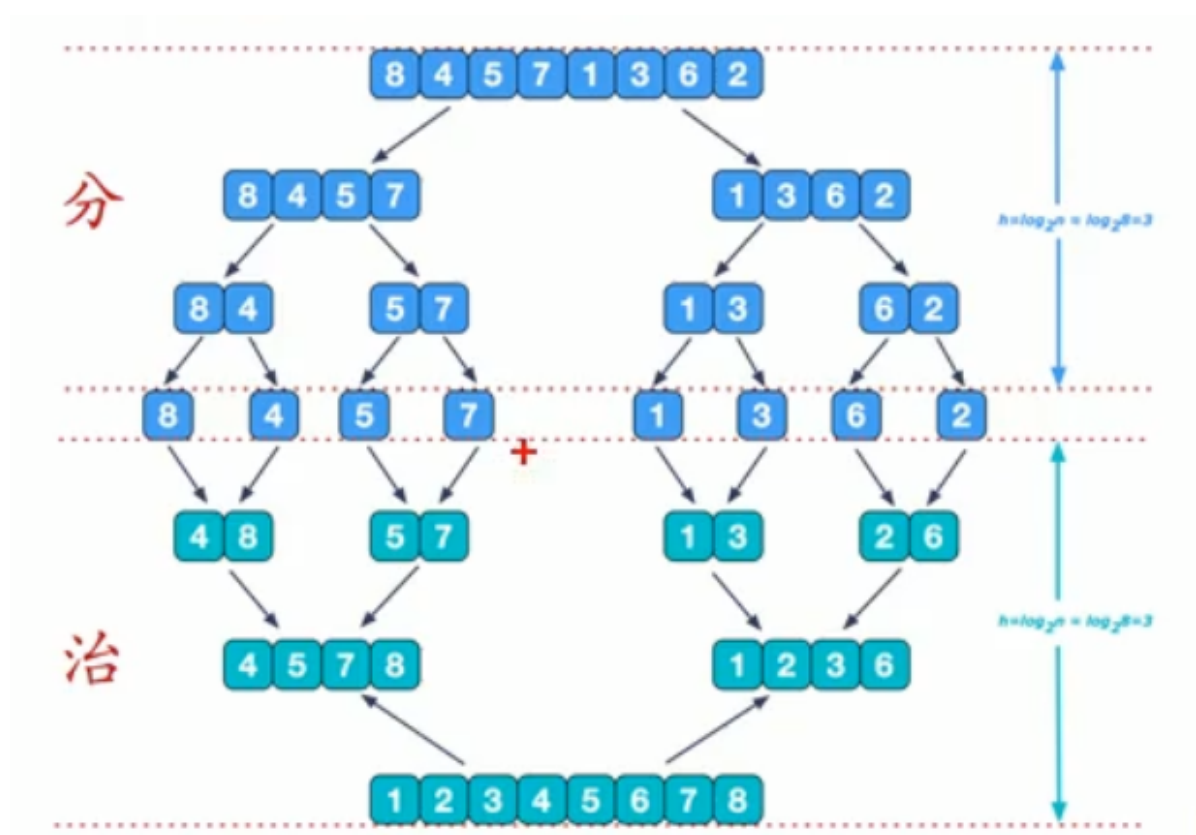 8 4 5 7 1 3 6 2
分
8 4 5 7 1 3 6 2
h=log₂n = log₂8=3
8 4 5 7 1 3 6 2
8 4 5 7 1 3 6 2
+
4 8 5 7 1 3 2 6
h=log₂n = log₂8=3
治
4 5 7 8 1 2 3 6
1 2 3 4 5 6 7 8